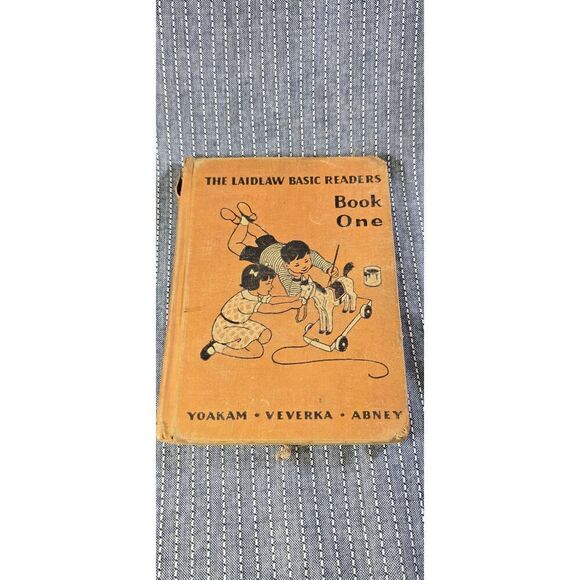 THE LAIDLAW BASIC READERS
Book
One
YOAKAM • VEVERKA • ABNEY